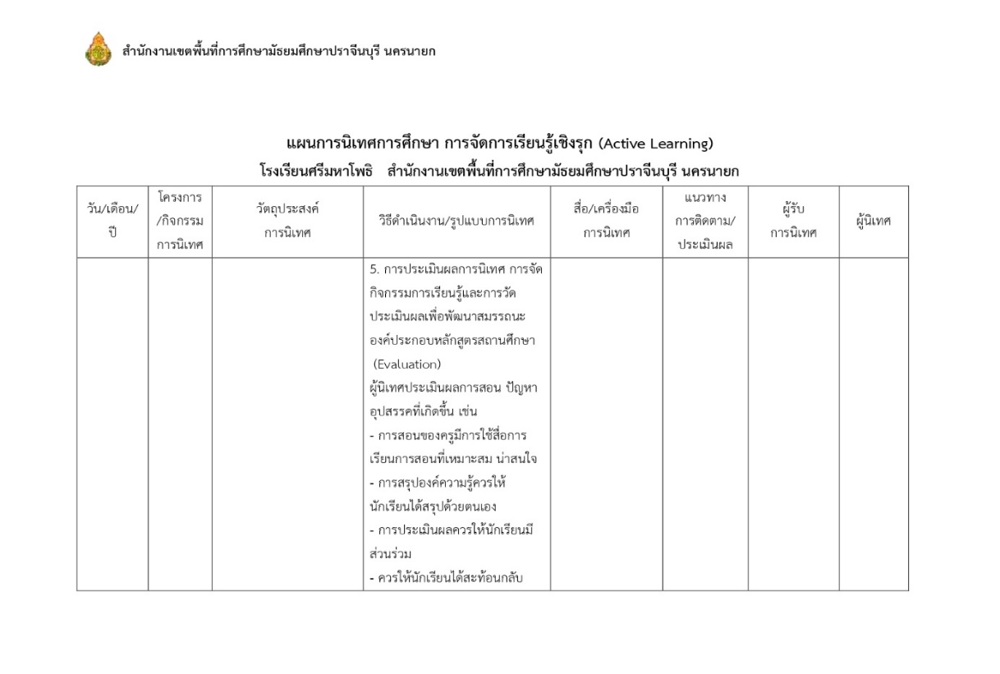 สำนักงานเขตพื้นที่การศึกษามัธยมศึกษาปราจีนบุรี นครนายก
แผนการนิเทศการศึกษา การจัดการเรียนรู้เชิงรุก (Active Learning)
โรงเรียนศรีมหาโพธิ สำนักงานเขตพื้นที่การศึกษามัธยมศึกษาปราจีนบุรี นครนายก
วัน/เดือน/
ปี
โครงการ
/กิจกรรม
การนิเทศ
วัตถุประสงค์
การนิเทศ
วิธีดำเนินงาน/รูปแบบการนิเทศ
สื่อ/เครื่องมือ
การนิเทศ
แนวทาง
การติดตาม/
ประเมินผล
ผู้รับ
การนิเทศ
ผู้นิเทศ
5. การประเมินผลการนิเทศ การจัด
กิจกรรมการเรียนรู้และการวัด
ประเมินผลเพื่อพัฒนาสมรรถนะ
องค์ประกอบหลักสูตรสถานศึกษา
(Evaluation)
ผู้นิเทศประเมินผลการสอน ปัญหา
อุปสรรคที่เกิดขึ้น เช่น
- การสอนของครูมีการใช้สื่อการ
เรียนการสอนที่เหมาะสม น่าสนใจ
- การสรุปองค์ความรู้ควรให้
นักเรียนได้สรุปด้วยตนเอง
- การประเมินผลควรให้นักเรียนมี
ส่วนร่วม
- ควรให้นักเรียนได้สะท้อนกลับ